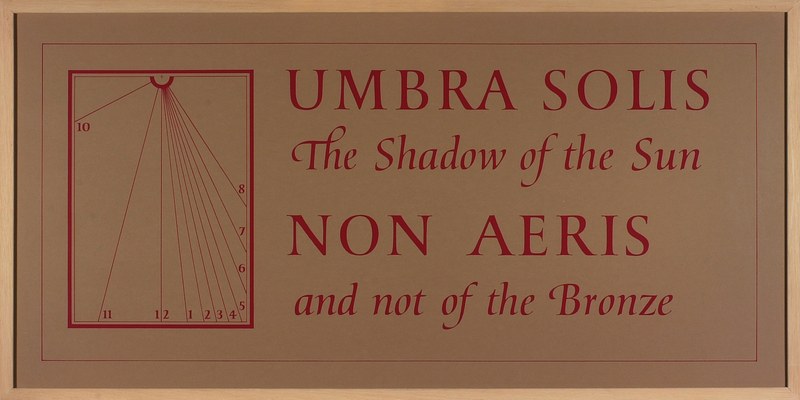 UMBRA SOLIS
The Shadow of the Sun
NON AERIS
and not of the Bronze
10
8
7
6
5
11 12 1 2 3 4